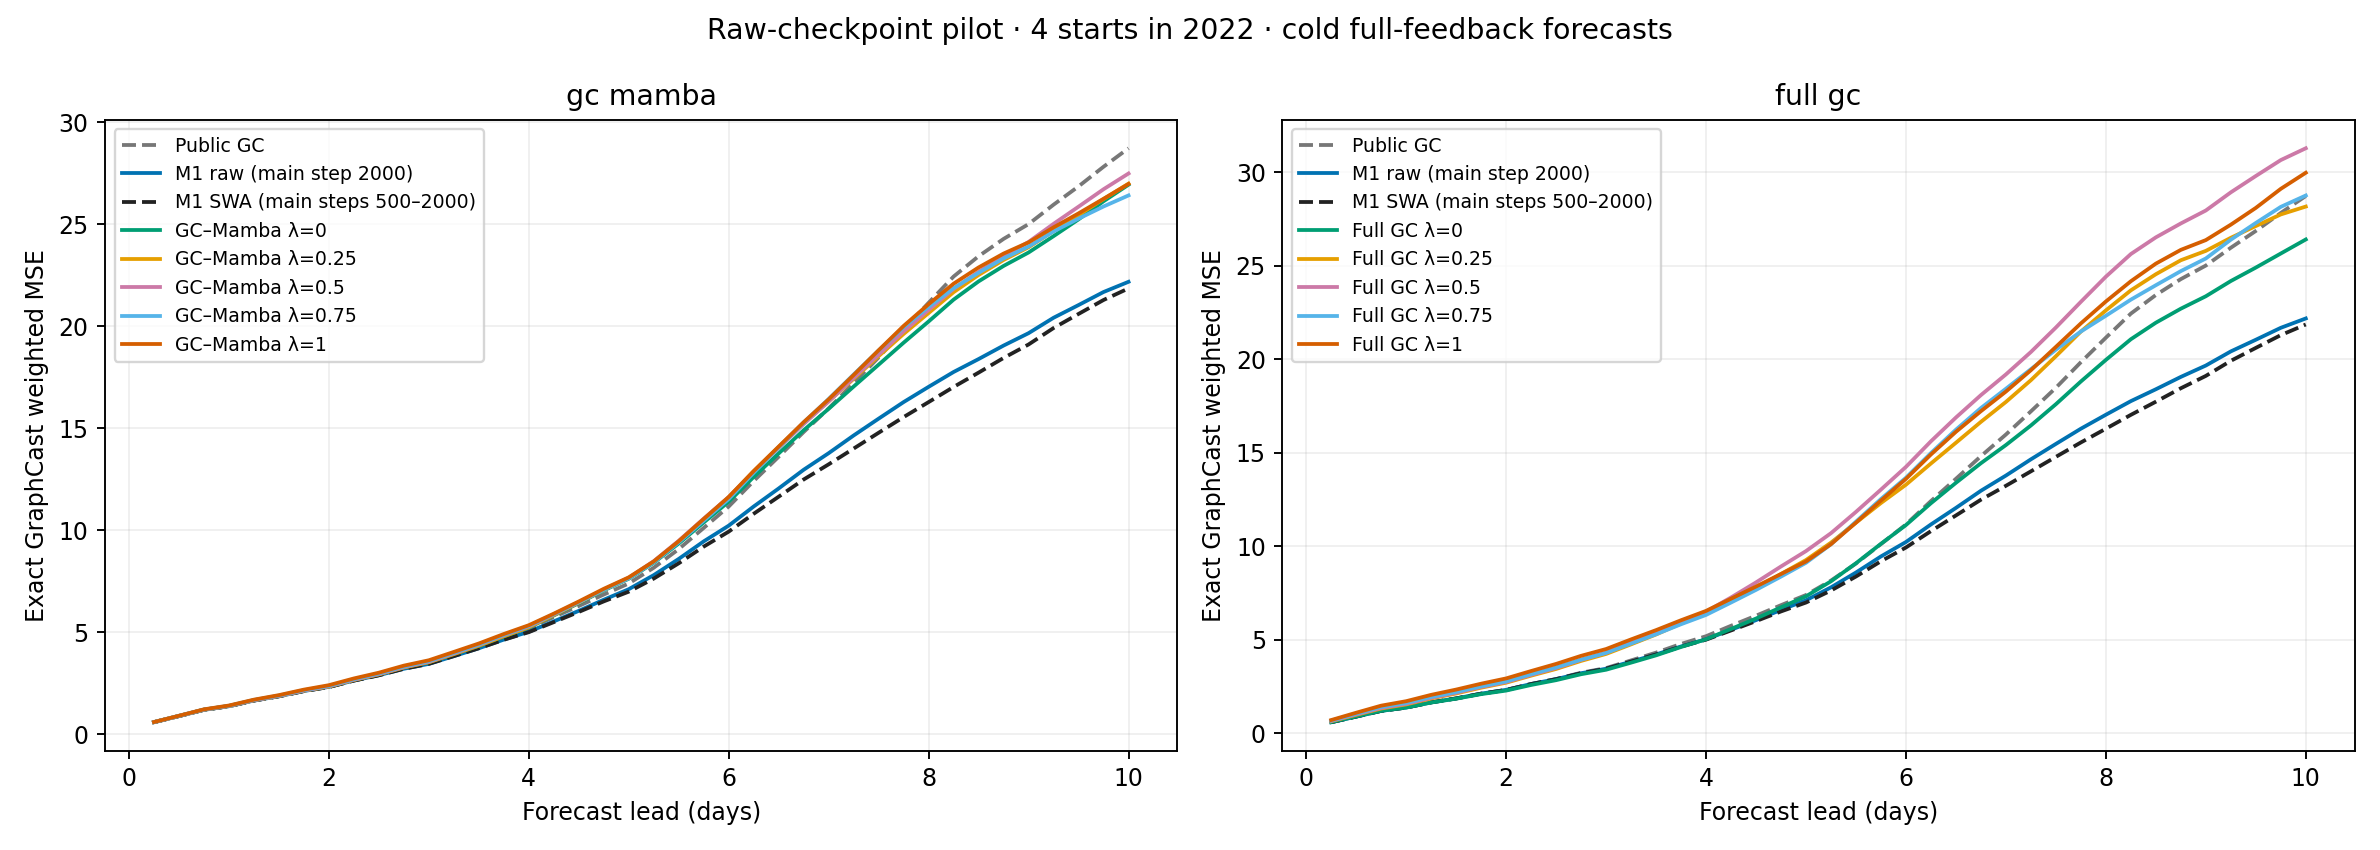 Raw-checkpoint pilot · 4 starts in 2022 · cold full-feedback forecasts
gc mamba
Exact GraphCast weighted MSE
30
25
20
15
10
5
0
Public GC
M1 raw (main step 2000)
M1 SWA (main steps 500–2000)
GC–Mamba λ=0
GC–Mamba λ=0.25
GC–Mamba λ=0.5
GC–Mamba λ=0.75
GC–Mamba λ=1
0 2 4 6 8 10
Forecast lead (days)
full gc
Exact GraphCast weighted MSE
30
25
20
15
10
5
0
Public GC
M1 raw (main step 2000)
M1 SWA (main steps 500–2000)
Full GC λ=0
Full GC λ=0.25
Full GC λ=0.5
Full GC λ=0.75
Full GC λ=1
0 2 4 6 8 10
Forecast lead (days)